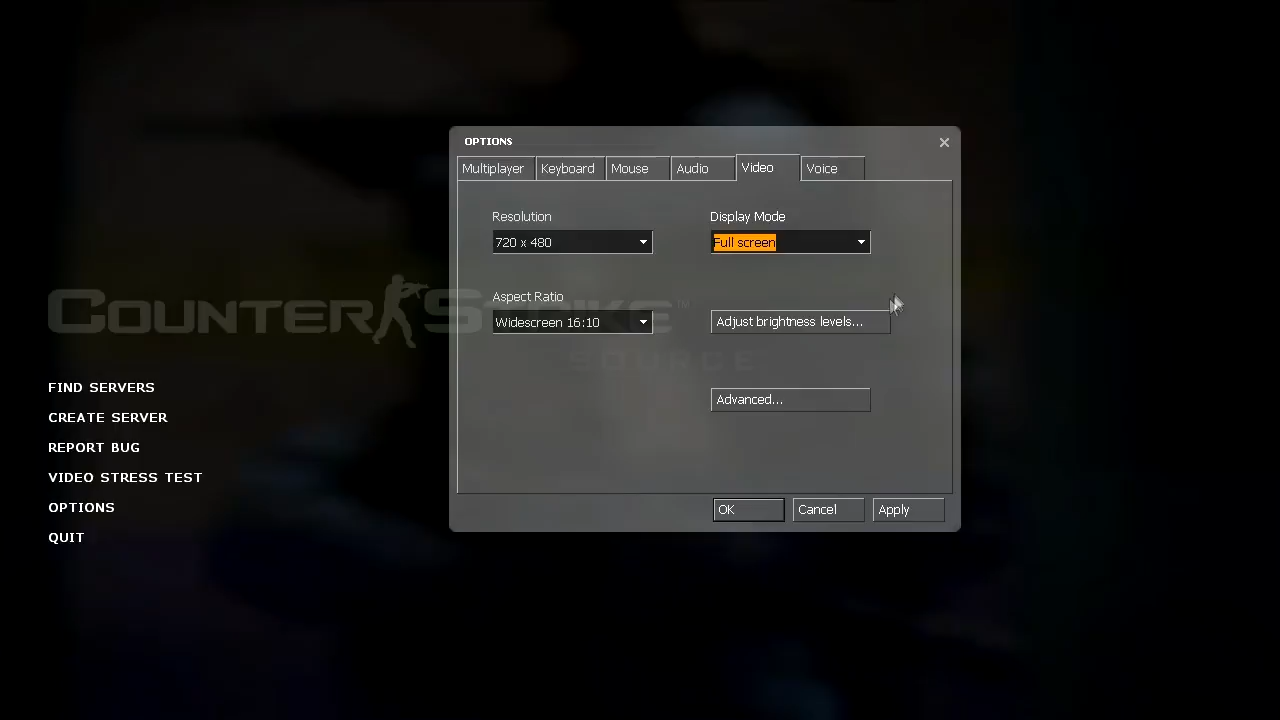 OPTIONS
Multiplayer Keyboard Mouse Audio Video Voice
Resolution Display Mode
720 x 480 Full screen
Aspect Ratio
Widescreen 16:10 Adjust brightness levels...
COUNTER STRIKE™
SOURCE
FIND SERVERS
Advanced...
CREATE SERVER
REPORT BUG
VIDEO STRESS TEST
OPTIONS
OK Cancel Apply
QUIT